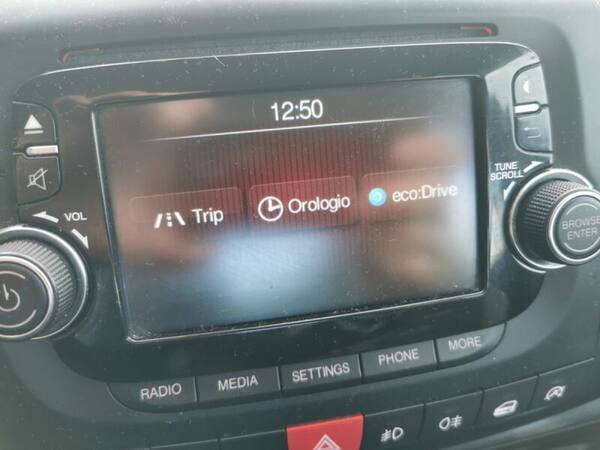 12:50
Trip
Orologio
eco:Drive
VOL
TUNE
SCROLL
BROWSE
ENTER
RADIO
MEDIA
SETTINGS
PHONE
MORE